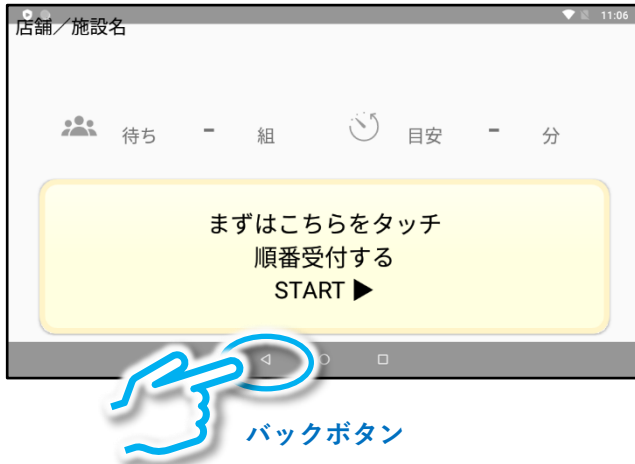 店舗／施設名
11:06
待ち - 組
目安 - 分
まずはこちらをタッチ
順番受付する
START ▶
バックボタン